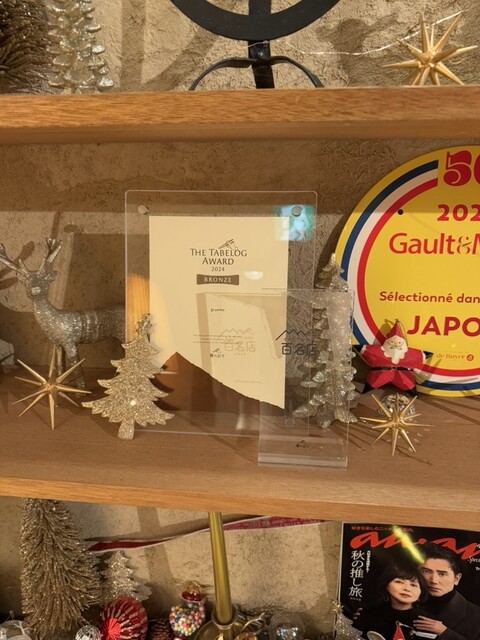 THE TABELOG
AWARD
2024
BRONZE
百名店
百名店
50
202
Gault&M
Sélectionné dan
JAPO
anan
秋の推し旅